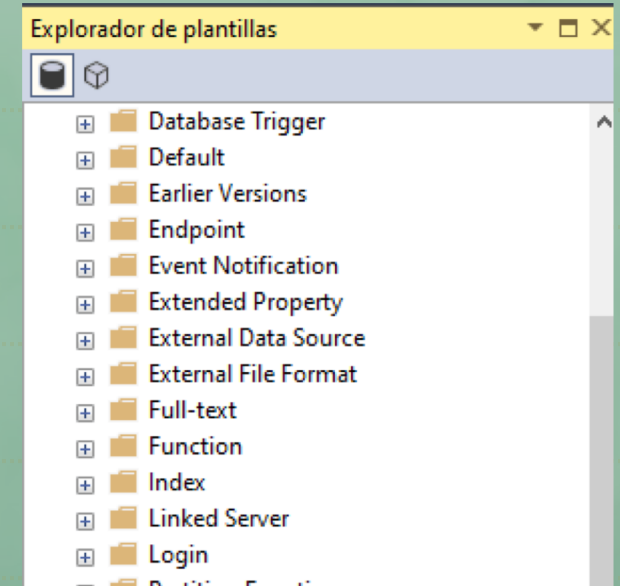 Explorador de plantillas
Database Trigger
Default
Earlier Versions
Endpoint
Event Notification
Extended Property
External Data Source
External File Format
Full-text
Function
Index
Linked Server
Login